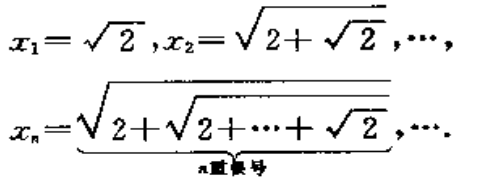 x₁=√2,x₂=√(2+√2),⋯,
xₙ=√(2+√(2+⋯+√2)),⋯.
n重根号